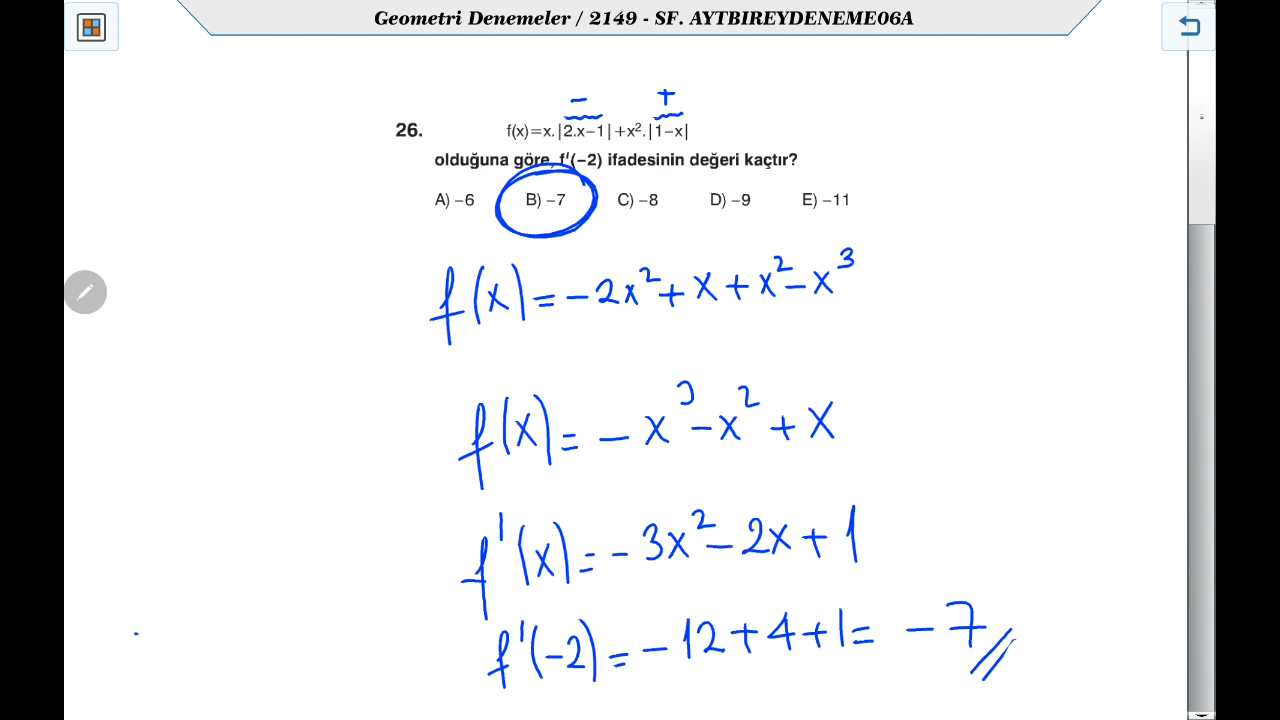 Geometri Denemeler / 2149 - SF. AYTBIREYDENEME06A
− +
26. f(x)=x.|2.x−1|+x².|1−x|
olduğuna göre, f'(−2) ifadesinin değeri kaçtır?
A) −6 B) −7 C) −8 D) −9 E) −11
f(x) = −2x² + x + x² − x³
f(x) = − x³ − x² + x
f'(x) = − 3x² − 2x + 1
f'(−2) = − 12 + 4 + 1 = − 7 //